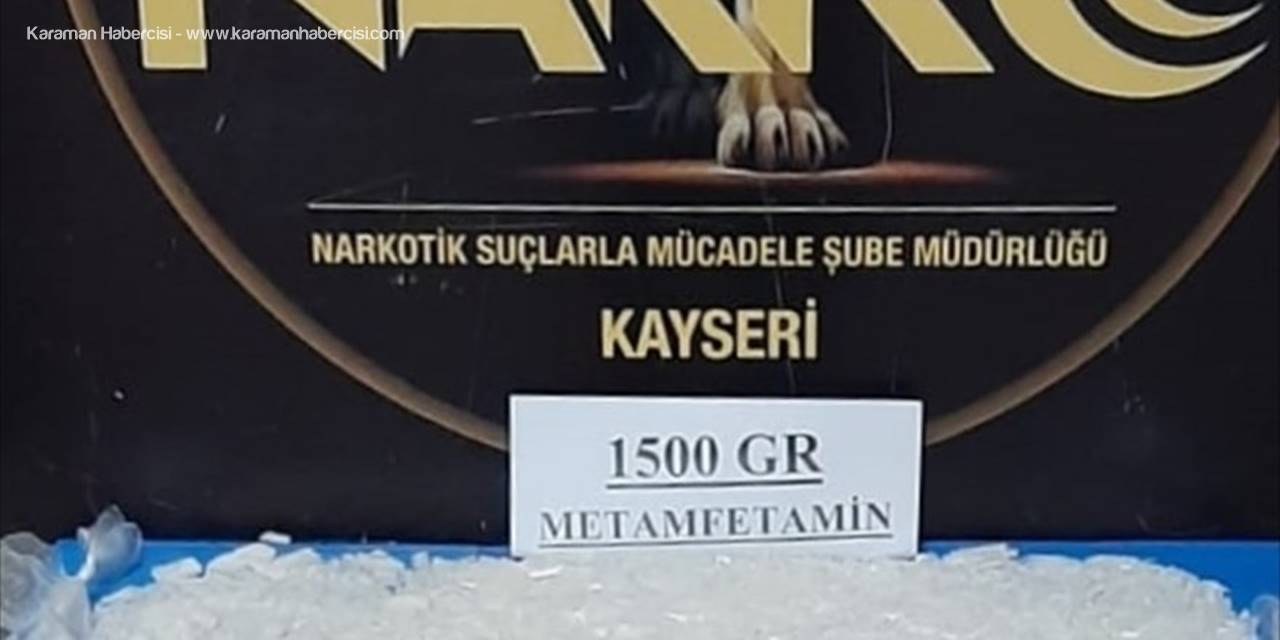 Karaman Habercisi - www.karamanhabercisi.com
NARKOTİK SUÇLARLA MÜCADELE ŞUBE MÜDÜRLÜĞÜ
KAYSERİ
1500 GR
METAMFETAMİN